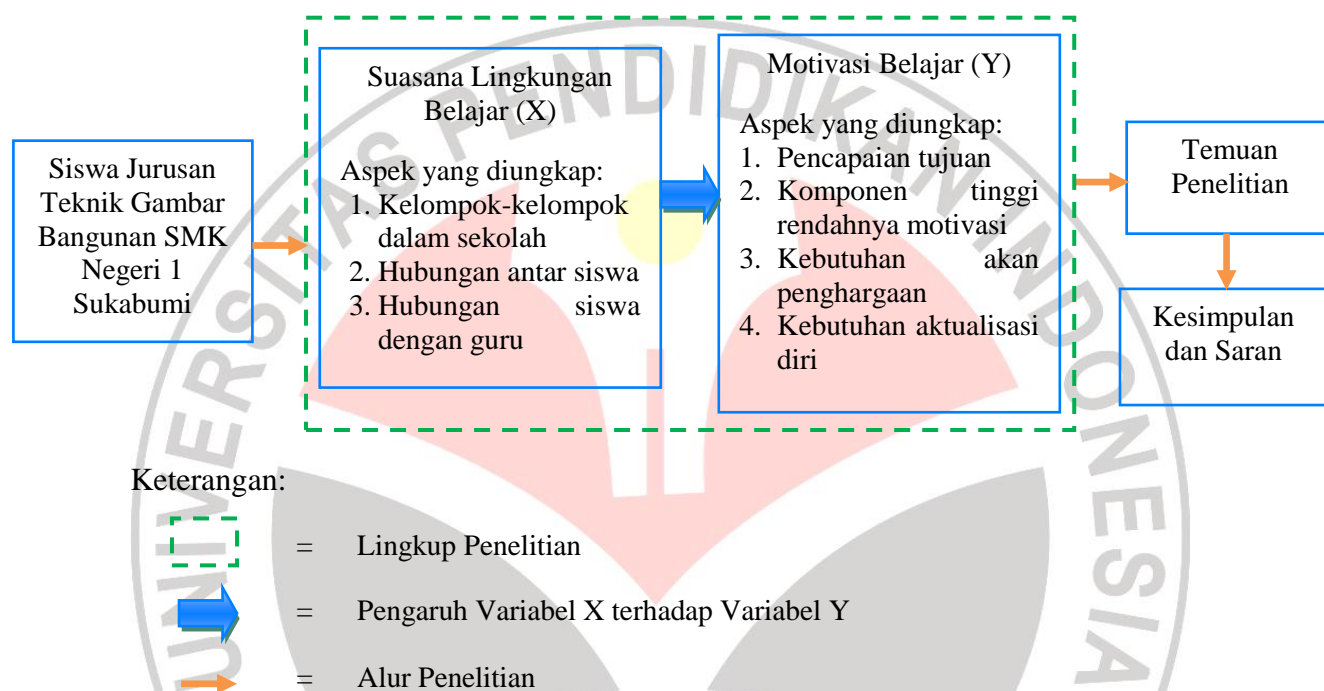 Siswa Jurusan
Teknik Gambar
Bangunan SMK
Negeri 1
Sukabumi
Suasana Lingkungan
Belajar (X)
Aspek yang diungkap:
1. Kelompok-kelompok
dalam sekolah
2. Hubungan antar siswa
3. Hubungan siswa
dengan guru
Motivasi Belajar (Y)
Aspek yang diungkap:
1. Pencapaian tujuan
2. Komponen tinggi
rendahnya motivasi
3. Kebutuhan akan
penghargaan
4. Kebutuhan aktualisasi
diri
Temuan
Penelitian
Kesimpulan
dan Saran
Keterangan:
= Lingkup Penelitian
= Pengaruh Variabel X terhadap Variabel Y
= Alur Penelitian
UNIVERSITAS PENDIDIKAN INDONESIA